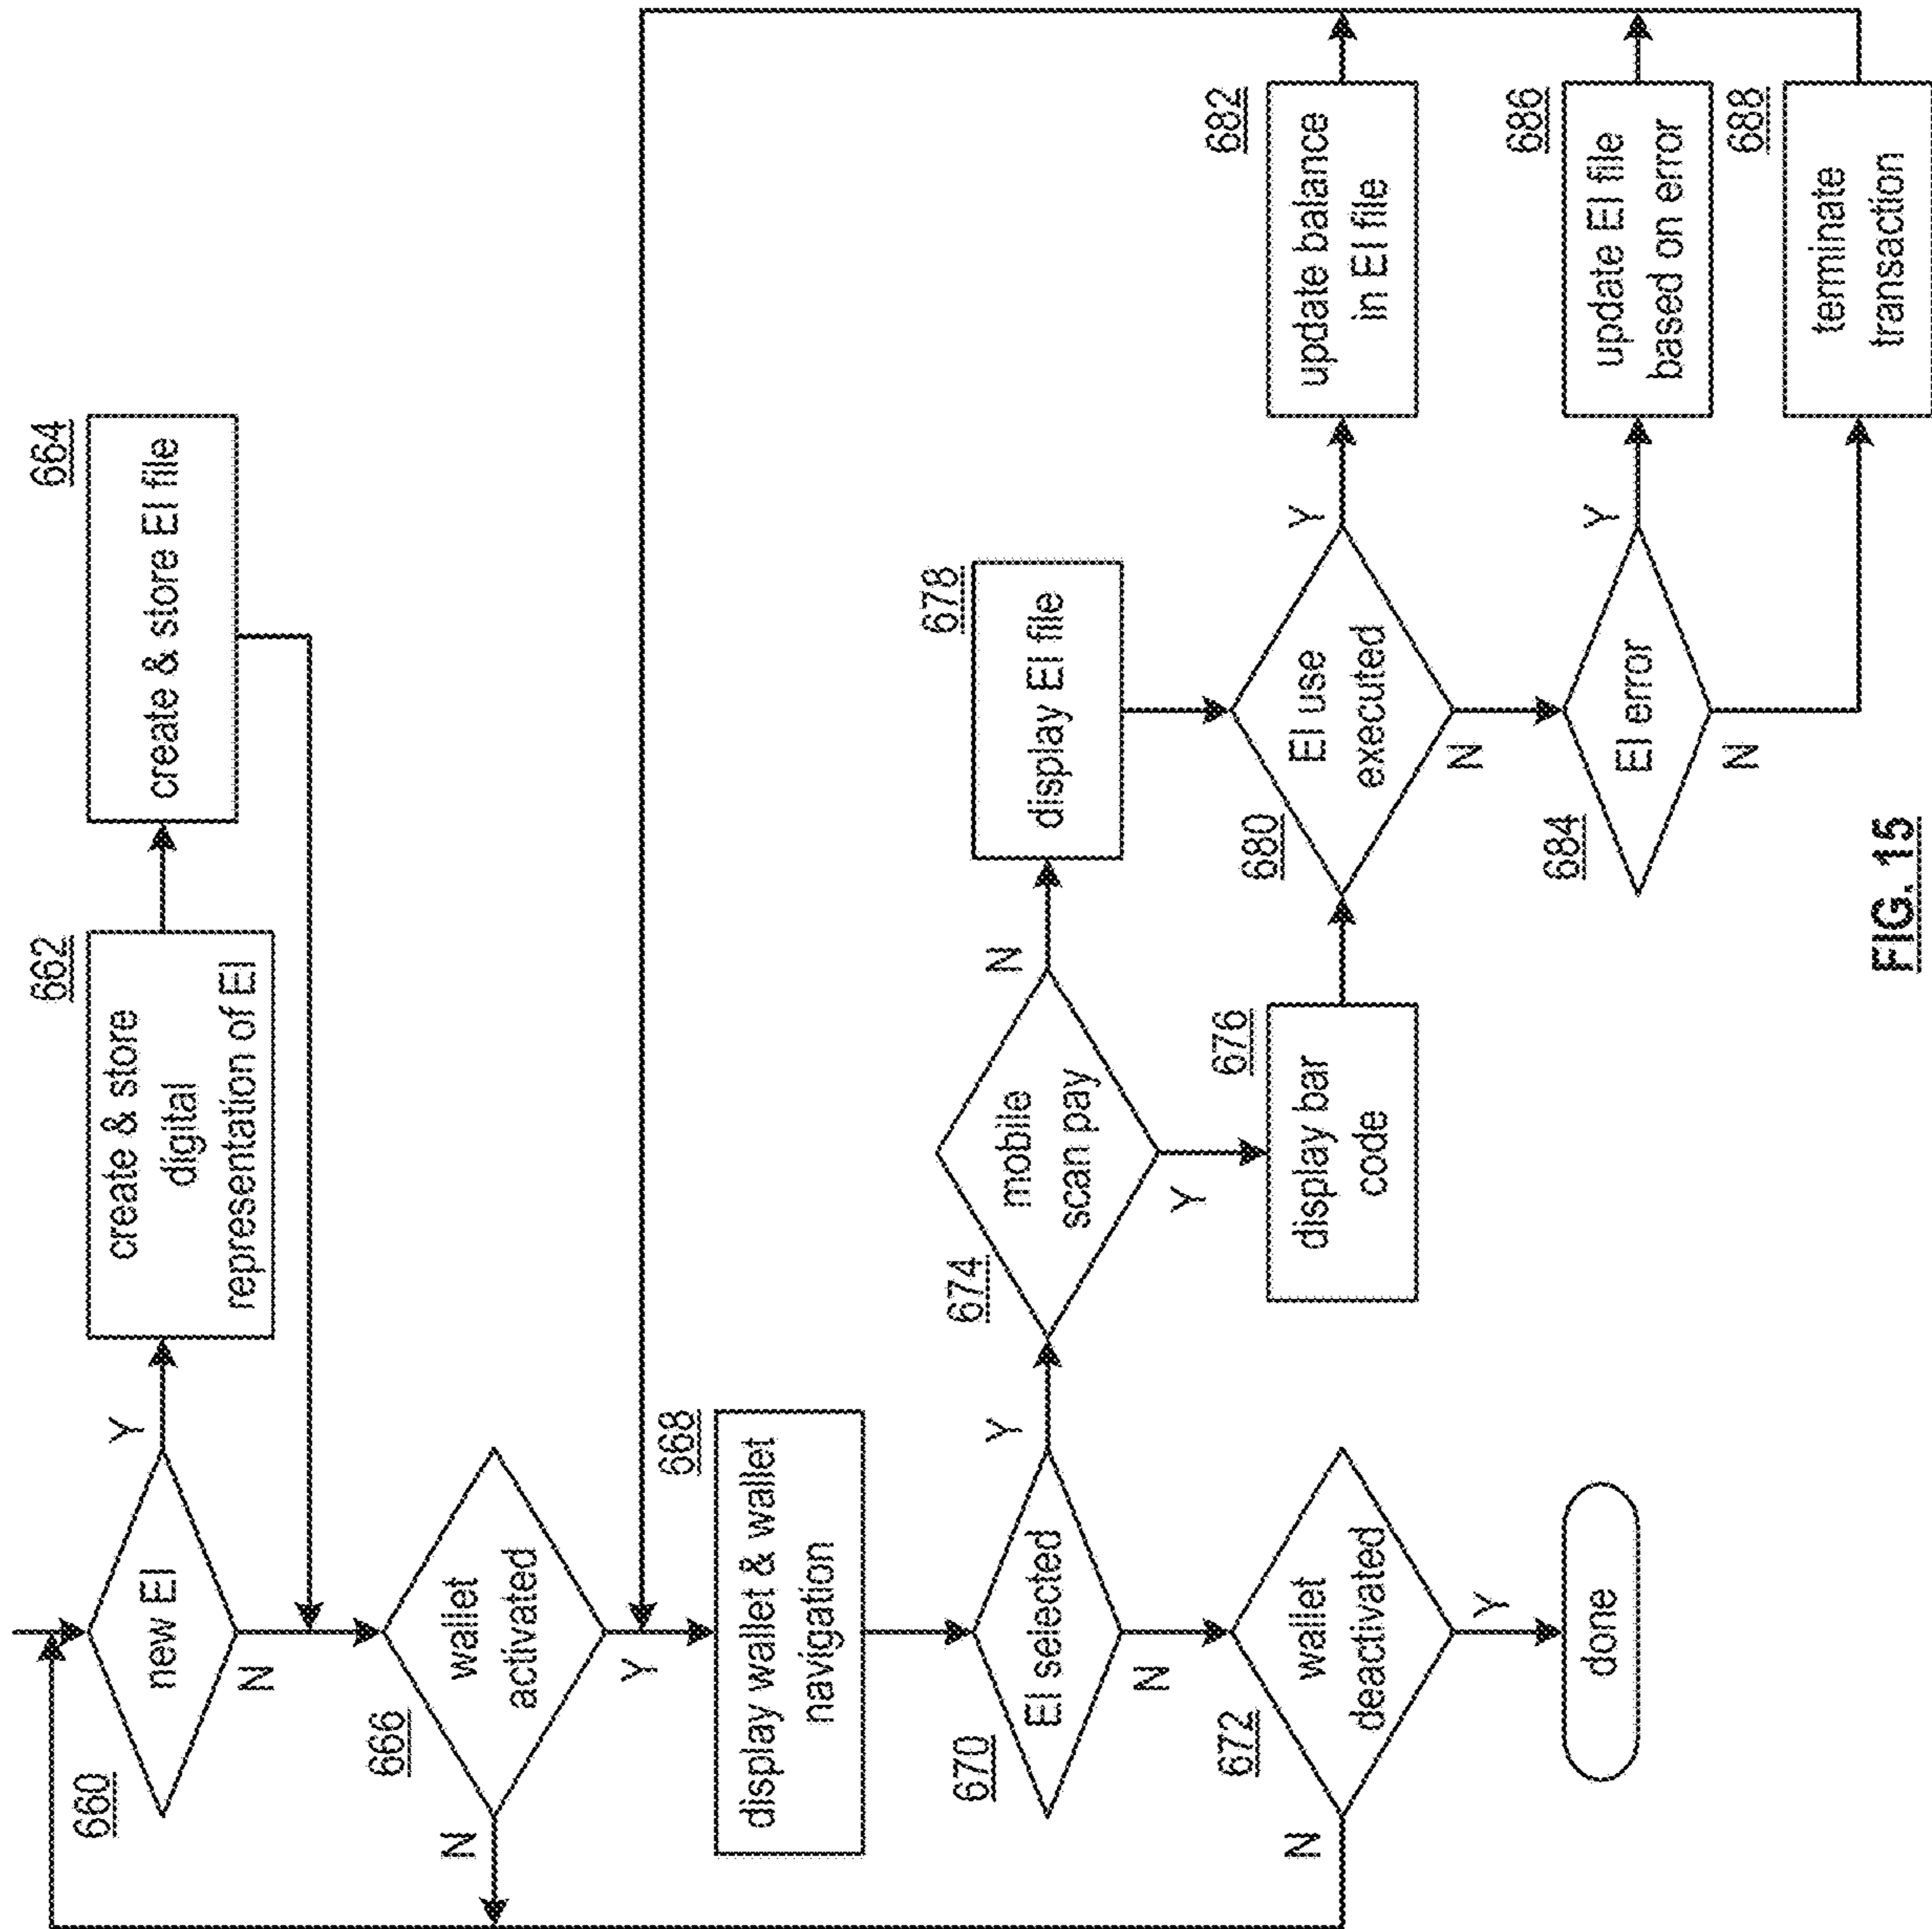 660
new EI
Y
N
662
create & store
digital
representation of EI
664
create & store EI file
666
wallet
activated
N
Y
668
display wallet & wallet
navigation
670
EI selected
Y
N
672
wallet
deactivated
N
Y
done
674
mobile
scan pay
N
Y
676
display bar
code
678
display EI file
680
EI use
executed
Y
N
682
update balance
in EI file
684
EI error
Y
N
686
update EI file
based on error
688
terminate
transaction
FIG. 15